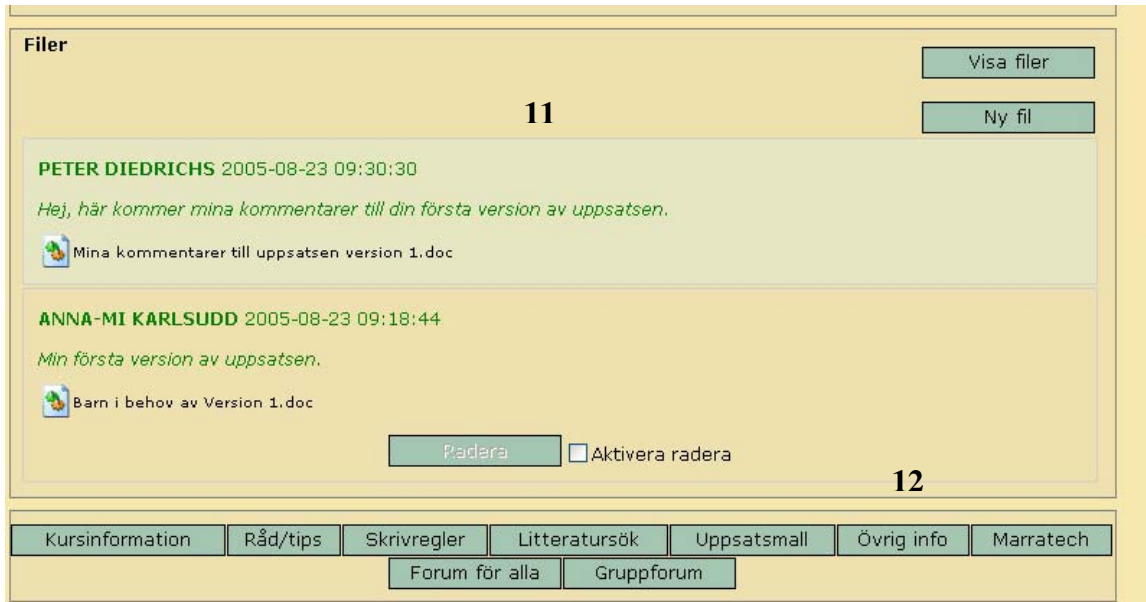 Filer
Visa filer
11
Ny fil
PETER DIEDRICHS 2005-08-23 09:30:30
Hej, här kommer mina kommentarer till din första version av uppsatsen.
Mina kommentarer till uppsatsen version 1.doc
ANNA-MI KARLSUDD 2005-08-23 09:18:44
Min första version av uppsatsen.
Barn i behov av Version 1.doc
Radera Aktivera radera
12
Kursinformation Råd/tips Skrivregler Litteratursök Uppsatsmall Övrig info Marratech
Forum för alla Gruppforum